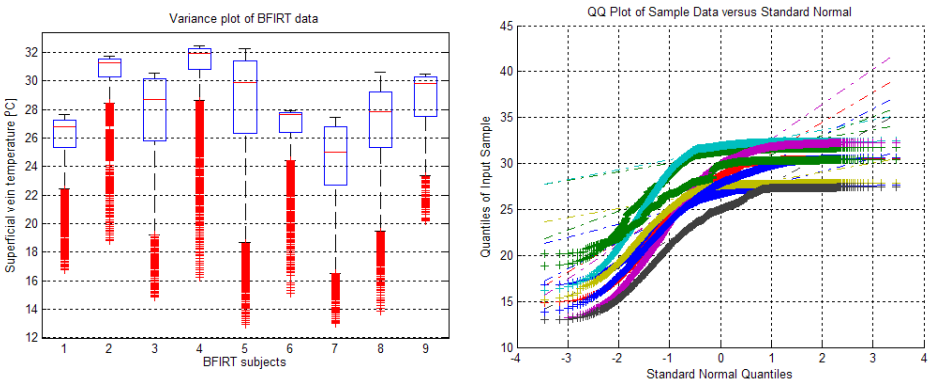 Variance plot of BFIRT data
Superficial vein temperature [°C]
32
30
28
26
24
22
20
18
16
14
12
1 2 3 4 5 6 7 8 9
BFIRT subjects
QQ Plot of Sample Data versus Standard Normal
Quantiles of Input Sample
45
40
35
30
25
20
15
10
-4 -3 -2 -1 0 1 2 3 4
Standard Normal Quantiles